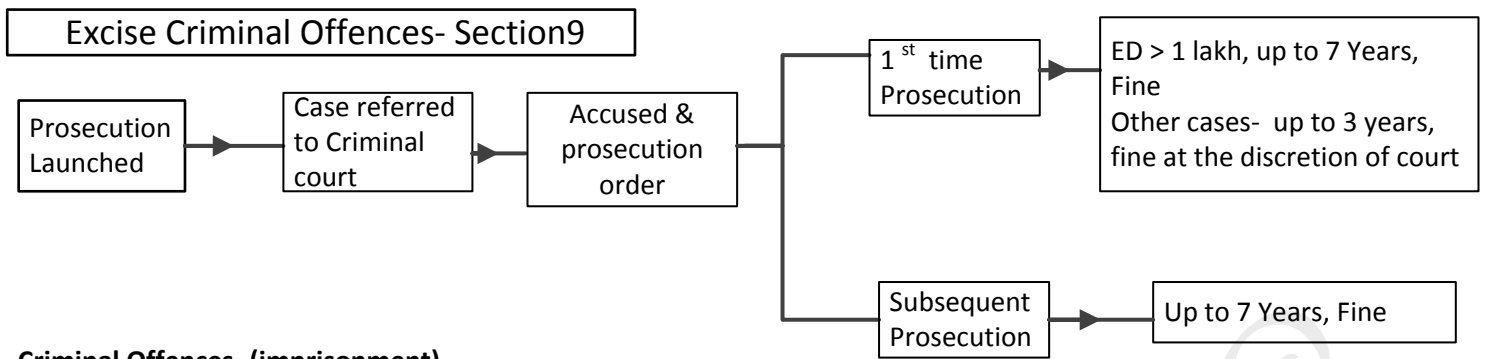 Excise Criminal Offences- Section9
Prosecution
Launched
Case referred
to Criminal
court
Accused &
prosecution
order
1 st time
Prosecution
ED > 1 lakh, up to 7 Years,
Fine
Other cases- up to 3 years,
fine at the discretion of court
Subsequent
Prosecution
Up to 7 Years, Fine
Criminal Offences (imprisonment)